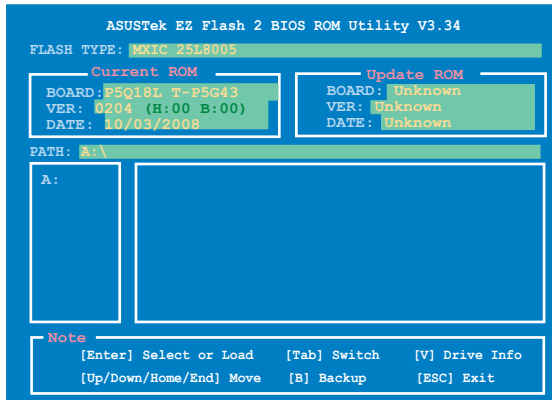 ASUSTek EZ Flash 2 BIOS ROM Utility V3.34
FLASH TYPE: MXIC 25L8005
Current ROM
BOARD:P5Q18L T-P5G43
VER: 0204 (H:00 B:00)
DATE: 10/03/2008
Update ROM
BOARD: Unknown
VER: Unknown
DATE: Unknown
PATH: A:\
A:
Note
[Enter] Select or Load [Tab] Switch [V] Drive Info
[Up/Down/Home/End] Move [B] Backup [ESC] Exit